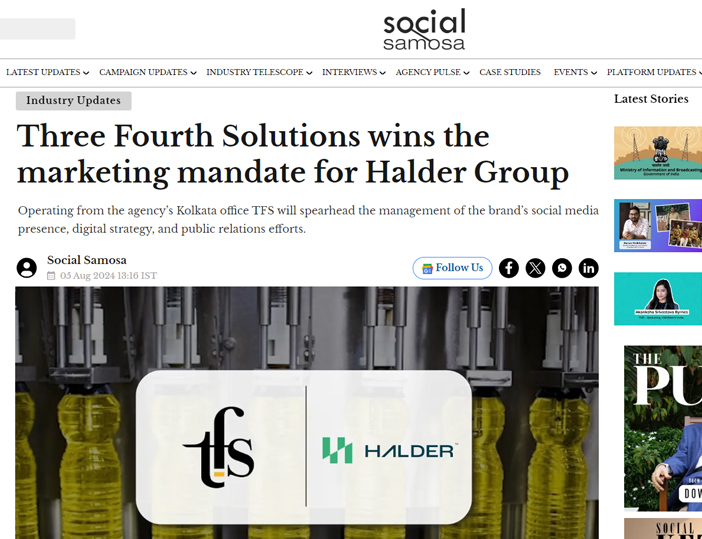 social
samosa
LATEST UPDATES CAMPAIGN UPDATES INDUSTRY TELESCOPE INTERVIEWS AGENCY PULSE CASE STUDIES EVENTS PLATFORM UPDATES
Industry Updates
Latest Stories
Three Fourth Solutions wins the
marketing mandate for Halder Group
Operating from the agency's Kolkata office TFS will spearhead the management of the brand's social media
presence, digital strategy, and public relations efforts.
Social Samosa
05 Aug 2024 13:16 IST
Follow Us
tfs
HALDER™
Ministry of Information and Broadcasting
Government of India
THE
PU
DOW
SOCIAL